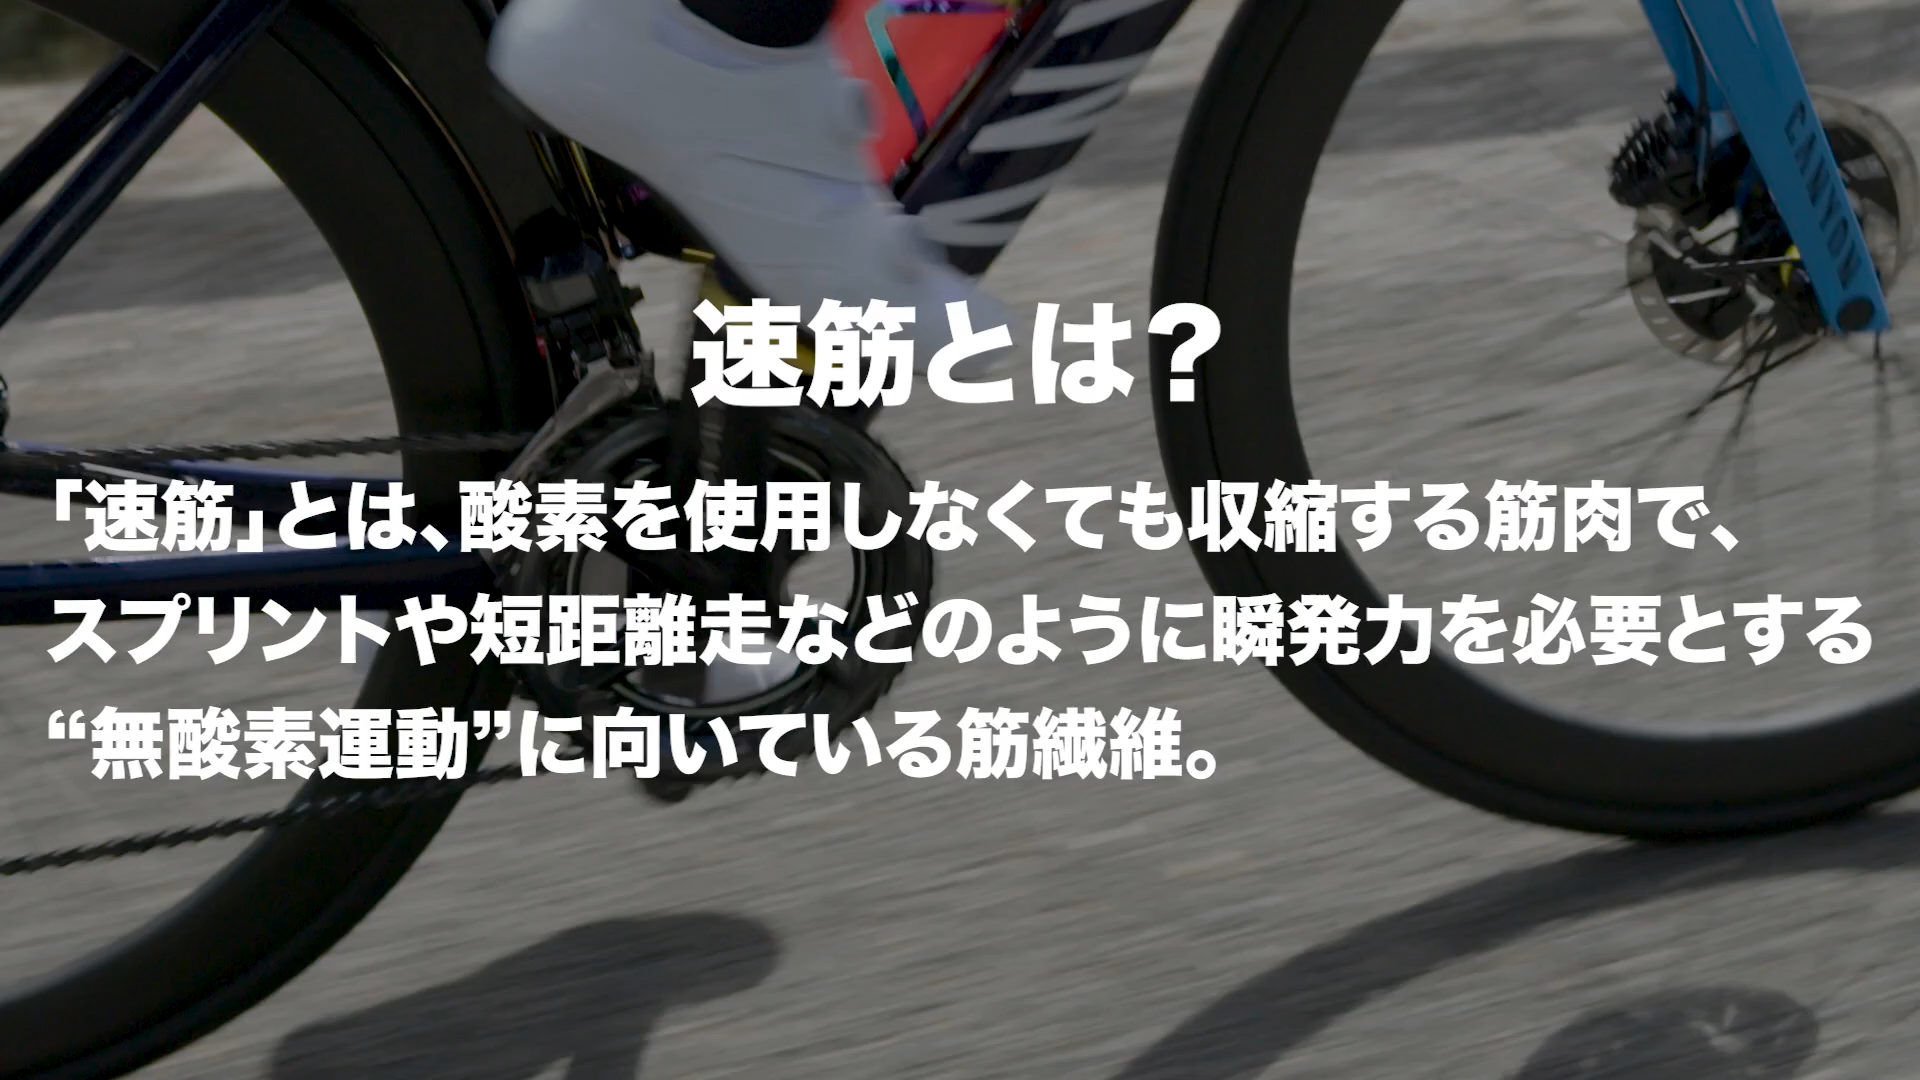 速筋とは？
「速筋」とは、酸素を使用しなくても収縮する筋肉で、
スプリントや短距離走などのように瞬発力を必要とする
“無酸素運動”に向いている筋繊維。
CANYON